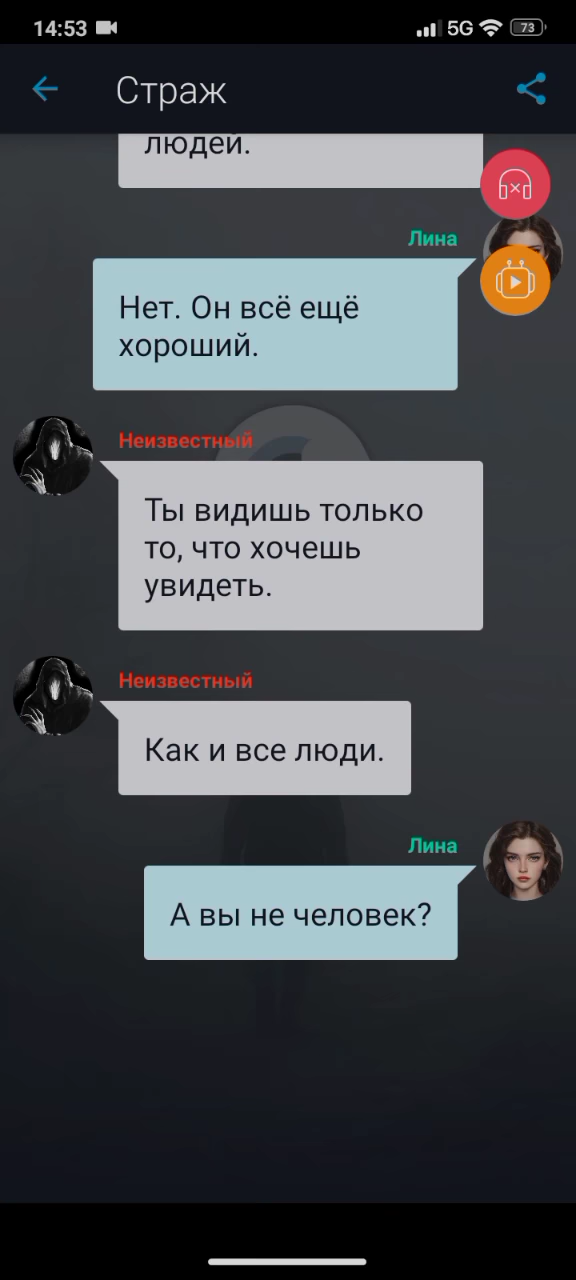 14:53
5G
73
Страж
людей.
Лина
Нет. Он всё ещё
хороший.
Неизвестный
Ты видишь только
то, что хочешь
увидеть.
Неизвестный
Как и все люди.
Лина
А вы не человек?